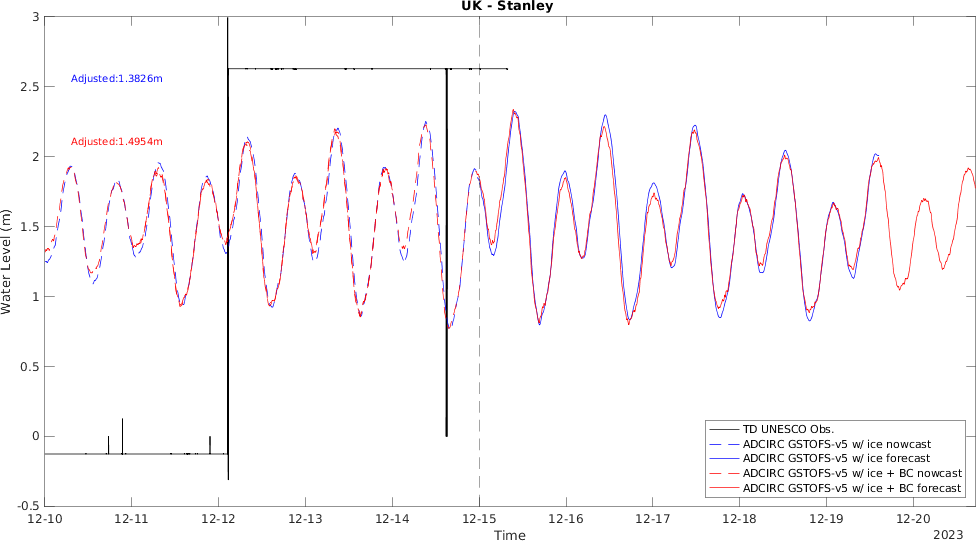 UK - Stanley
3
2.5
2
1.5
1
0.5
0
-0.5
Water Level (m)
Adjusted:1.3826m
Adjusted:1.4954m
TD UNESCO Obs.
ADCIRC GSTOFS-v5 w/ ice nowcast
ADCIRC GSTOFS-v5 w/ ice forecast
ADCIRC GSTOFS-v5 w/ ice + BC nowcast
ADCIRC GSTOFS-v5 w/ ice + BC forecast
12-10 12-11 12-12 12-13 12-14 12-15 12-16 12-17 12-18 12-19 12-20
Time
2023